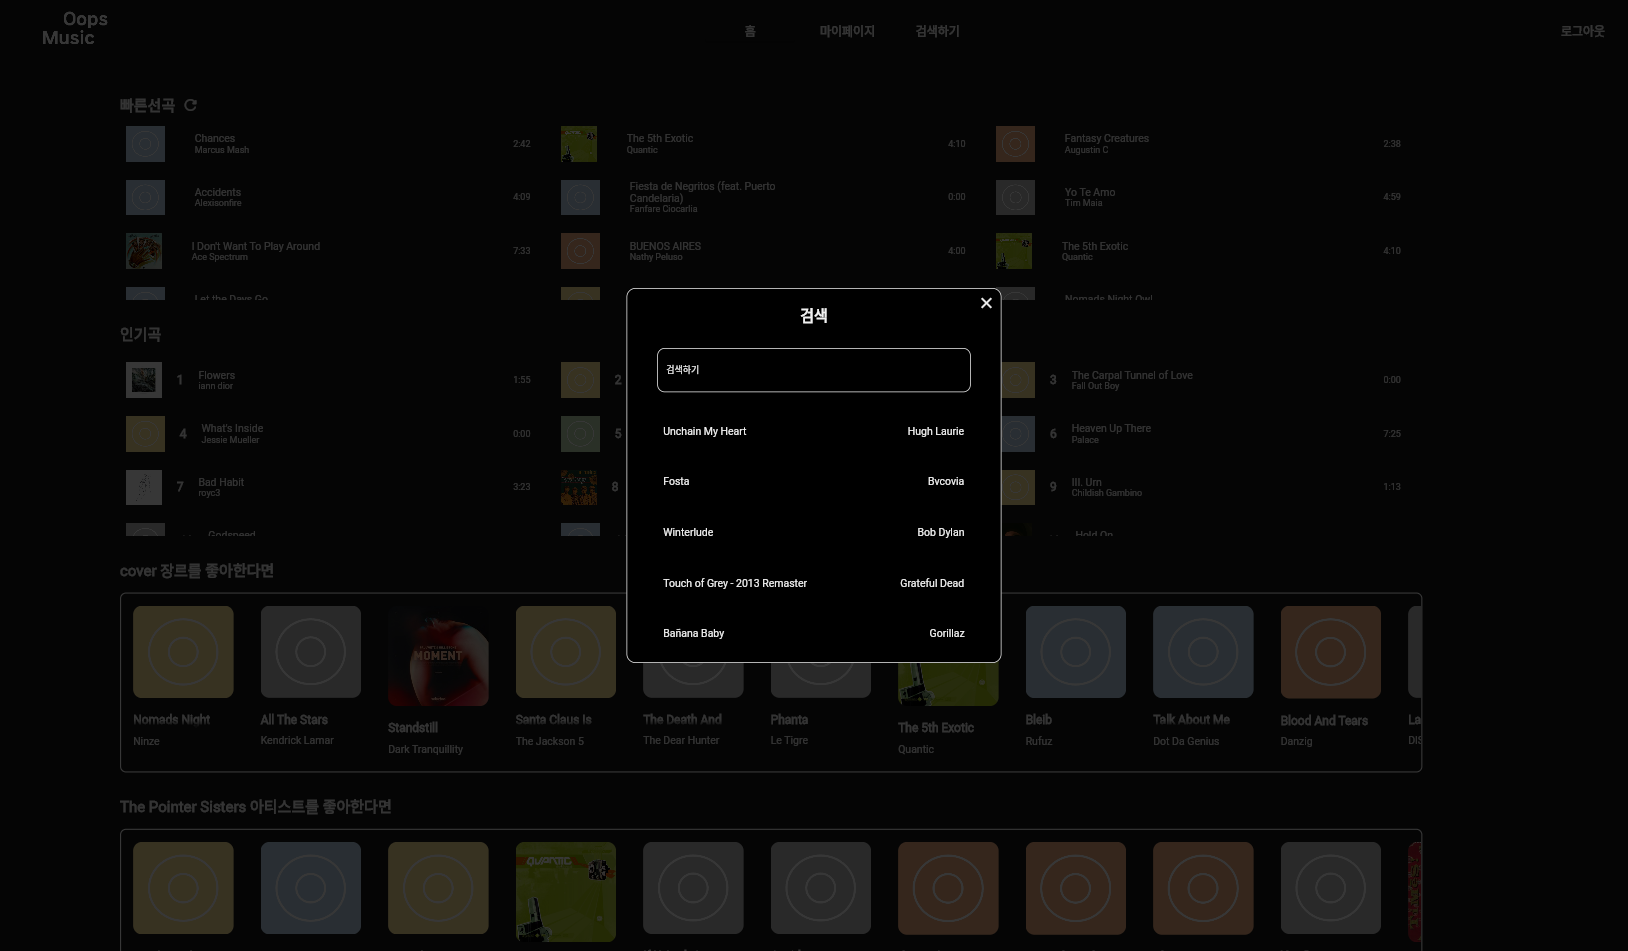 Oops
Music
홈
마이페이지
검색하기
로그아웃
빠른선곡
Chances
Marcus Mash
2:42
The 5th Exotic
Quantic
4:10
Fantasy Creatures
Augustin C
2:38
Accidents
Alexisonfire
4:09
Fiesta de Negritos (feat. Puerto
Candelaria)
Fanfare Ciocarlia
0:00
Yo Te Amo
Tim Maia
4:59
I Don't Want To Play Around
Ace Spectrum
7:33
BUENOS AIRES
Nathy Peluso
4:00
The 5th Exotic
Quantic
4:10
Let the Days Go
Nomads Night Owl
검색
검색하기
Unchain My Heart
Hugh Laurie
Fosta
Bvcovia
Winterlude
Bob Dylan
Touch of Grey - 2013 Remaster
Grateful Dead
Bañana Baby
Gorillaz
인기곡
1
Flowers
iann dior
1:55
2
3
The Carpal Tunnel of Love
Fall Out Boy
0:00
4
What's Inside
Jessie Mueller
0:00
5
6
Heaven Up There
Palace
7:25
7
Bad Habit
royc3
3:23
8
9
III. Urn
Childish Gambino
1:13
Godspeed
Hold On
cover 장르를 좋아한다면
MOMENT
Nomads Night
Ninze
All The Stars
Kendrick Lamar
Standstill
Dark Tranquillity
Santa Claus Is
The Jackson 5
The Death And
The Dear Hunter
Phanta
Le Tigre
The 5th Exotic
Quantic
Bleib
Rufuz
Talk About Me
Dot Da Genius
Blood And Tears
Danzig
La
DIS
The Pointer Sisters 아티스트를 좋아한다면
QUANTIC